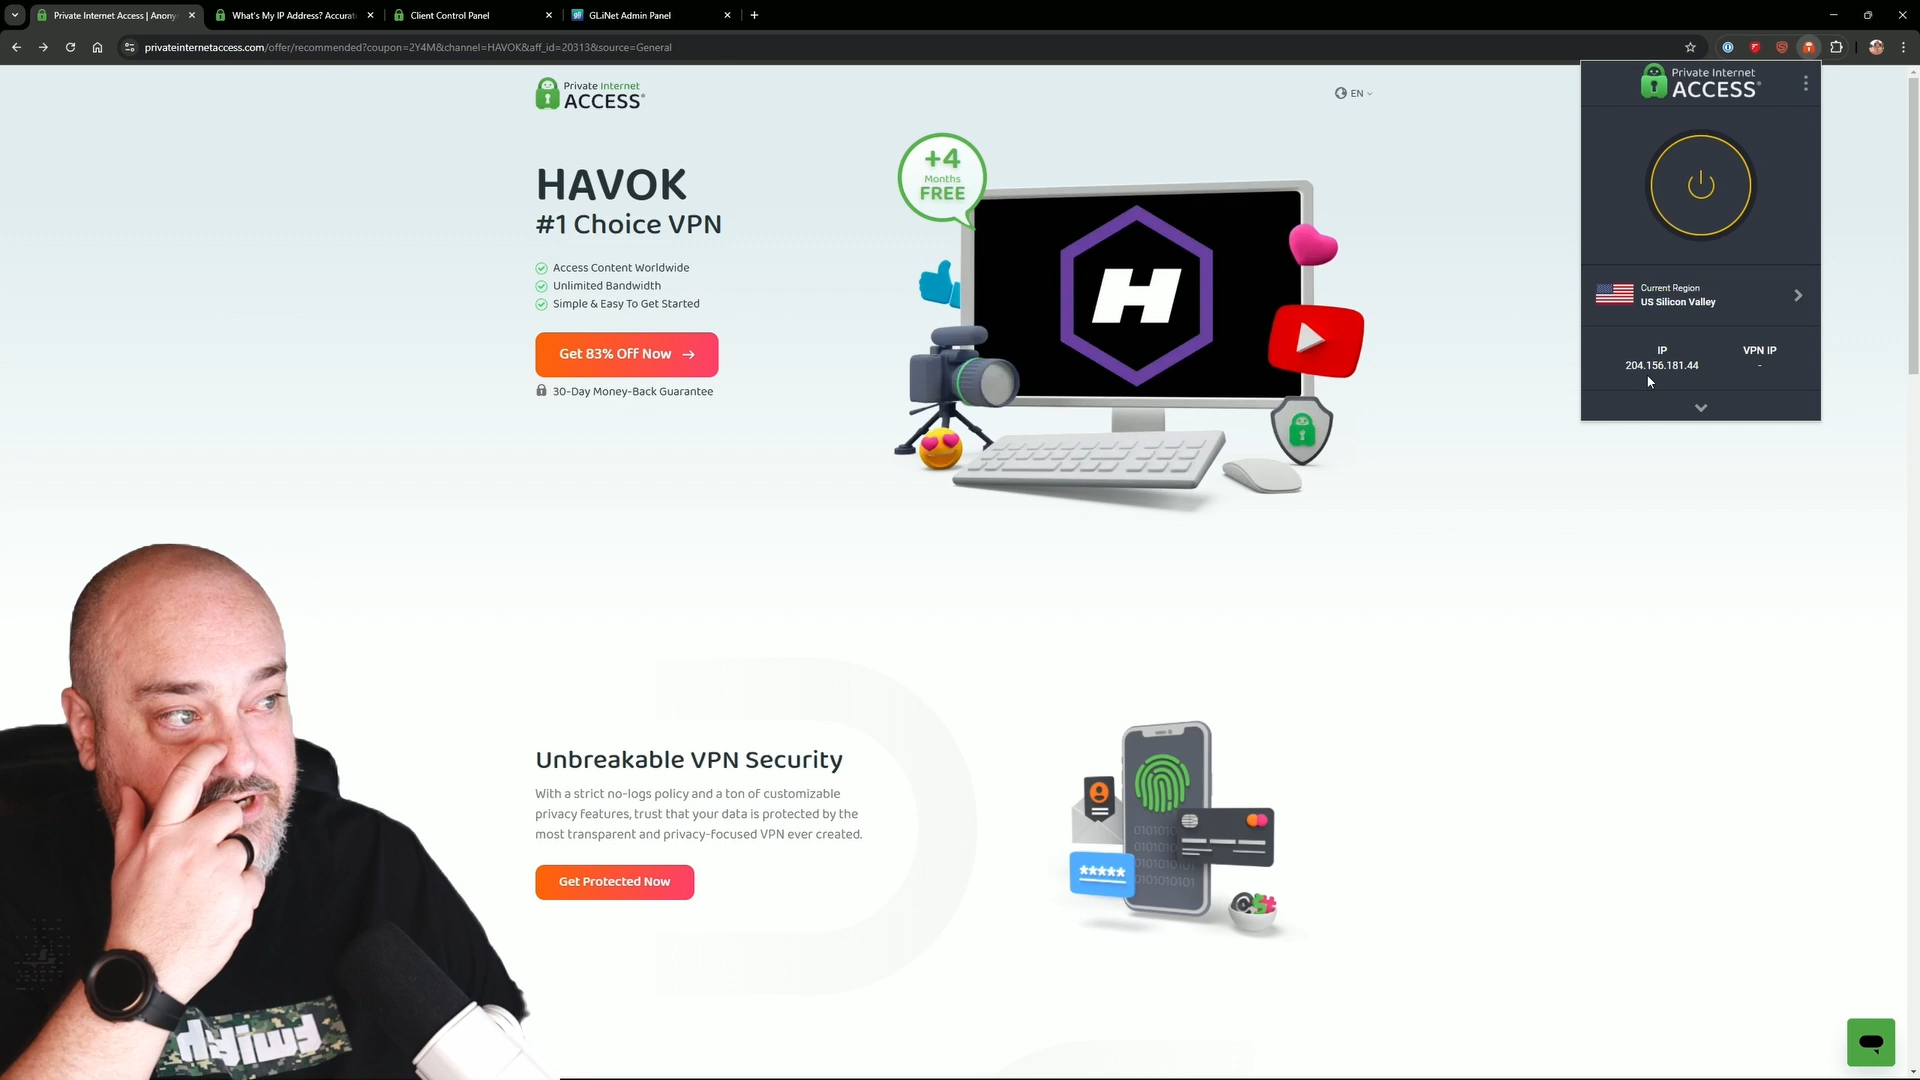 Private Internet Access | Anony
What's My IP Address? Accurat
Client Control Panel
GL.iNet Admin Panel
privateinternetaccess.com/offer/recommended?coupon=2Y4M&channel=HAVOK&aff_id=20313&source=General
Private Internet
ACCESS
EN
HAVOK
#1 Choice VPN
Access Content Worldwide
Unlimited Bandwidth
Simple & Easy To Get Started
Get 83% OFF Now →
30-Day Money-Back Guarantee
+4
Months
FREE
H
Private Internet
ACCESS
Current Region
US Silicon Valley
IP
VPN IP
204.156.181.44
-
Unbreakable VPN Security
With a strict no-logs policy and a ton of customizable
privacy features, trust that your data is protected by the
most transparent and privacy-focused VPN ever created.
Get Protected Now
*****